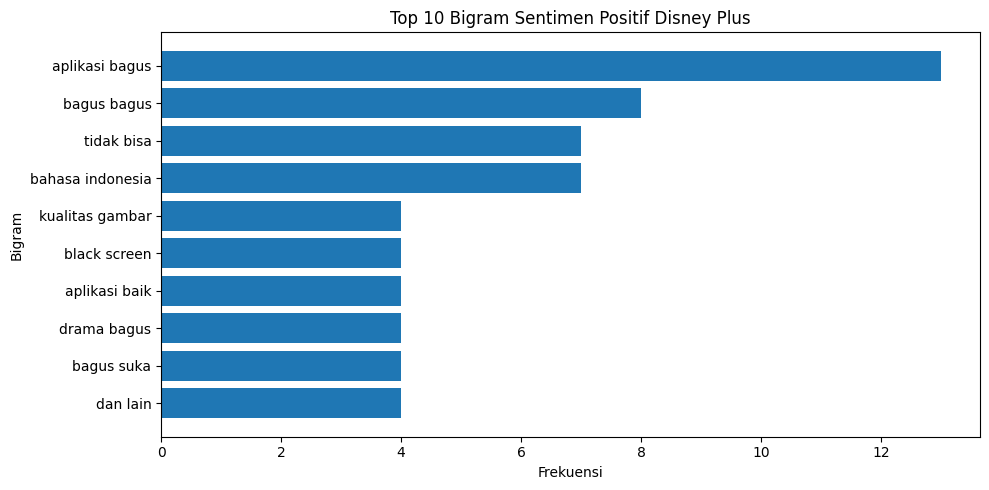 Top 10 Bigram Sentimen Positif Disney Plus
aplikasi bagus
bagus bagus
tidak bisa
bahasa indonesia
kualitas gambar
black screen
aplikasi baik
drama bagus
bagus suka
dan lain
Bigram
0 2 4 6 8 10 12
Frekuensi